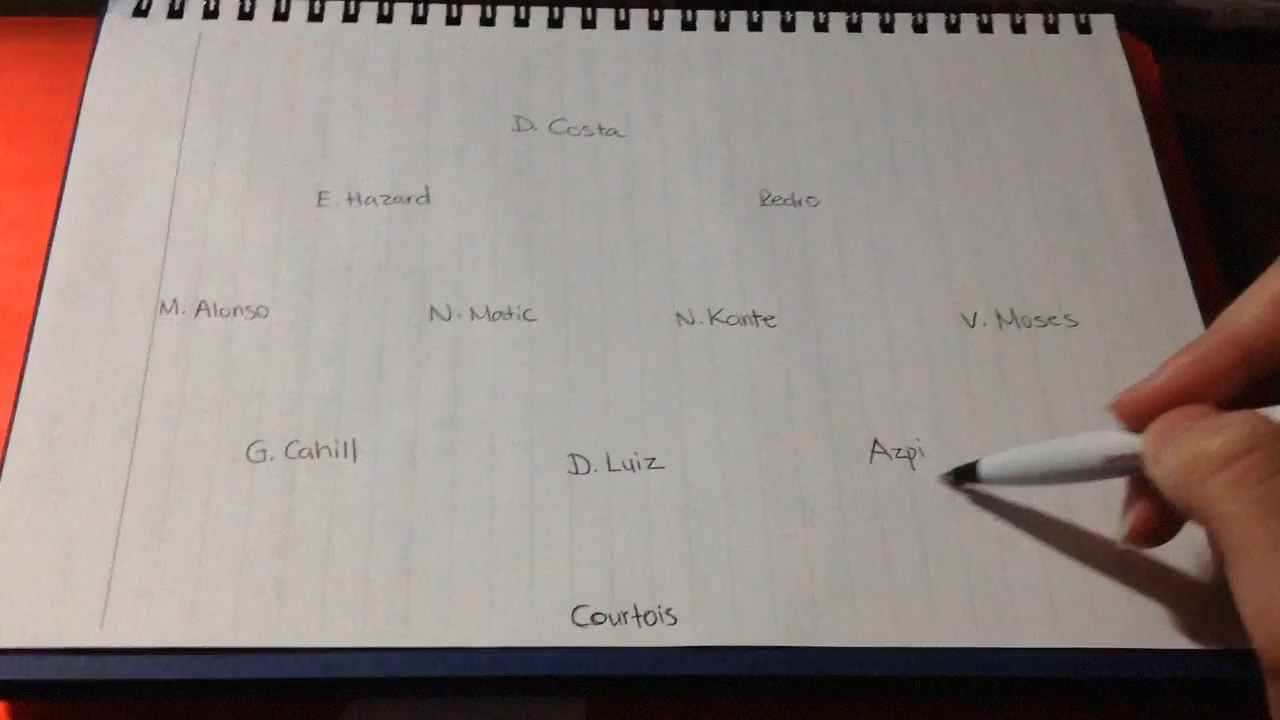 D. Costa
E. Hazard Pedro
M. Alonso N. Matic N. Kante V. Moses
G. Cahill D. Luiz Azpi
Courtois